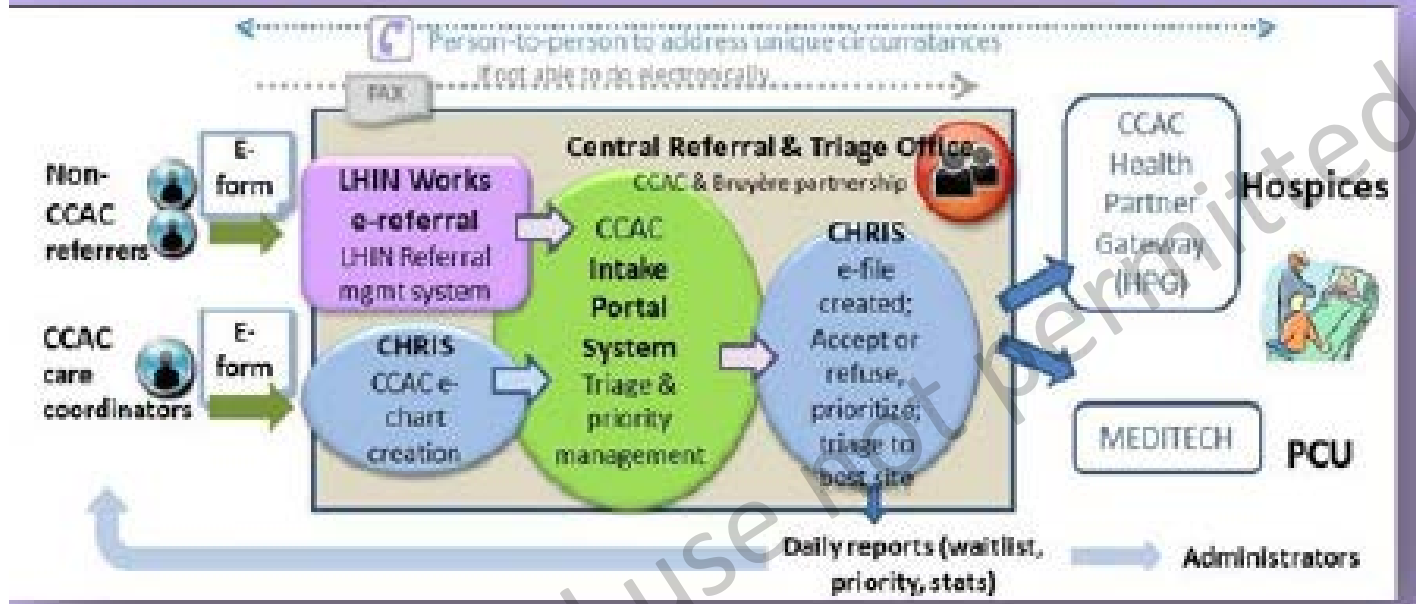 Person-to-person to address unique circumstances
If not able to do electronically
FAX
Non-
CCAC
referrers
E-
form
LHIN Works
e-referral
LHIN Referral
mgmt system
Central Referral & Triage Office
CCAC & Bruyère partnership
CCAC
Intake
Portal
System
Triage &
priority
management
CHRIS
e-file
created;
Accept or
refuse,
prioritize;
triage to
best site
CCAC
Health
Partner
Gateway
(HPG)
Hospices
CCAC
care
coordinators
E-
form
CHRIS
CCAC e-
chart
creation
MEDITECH
PCU
Daily reports (waitlist,
priority, stats)
Administrators
use not permitted